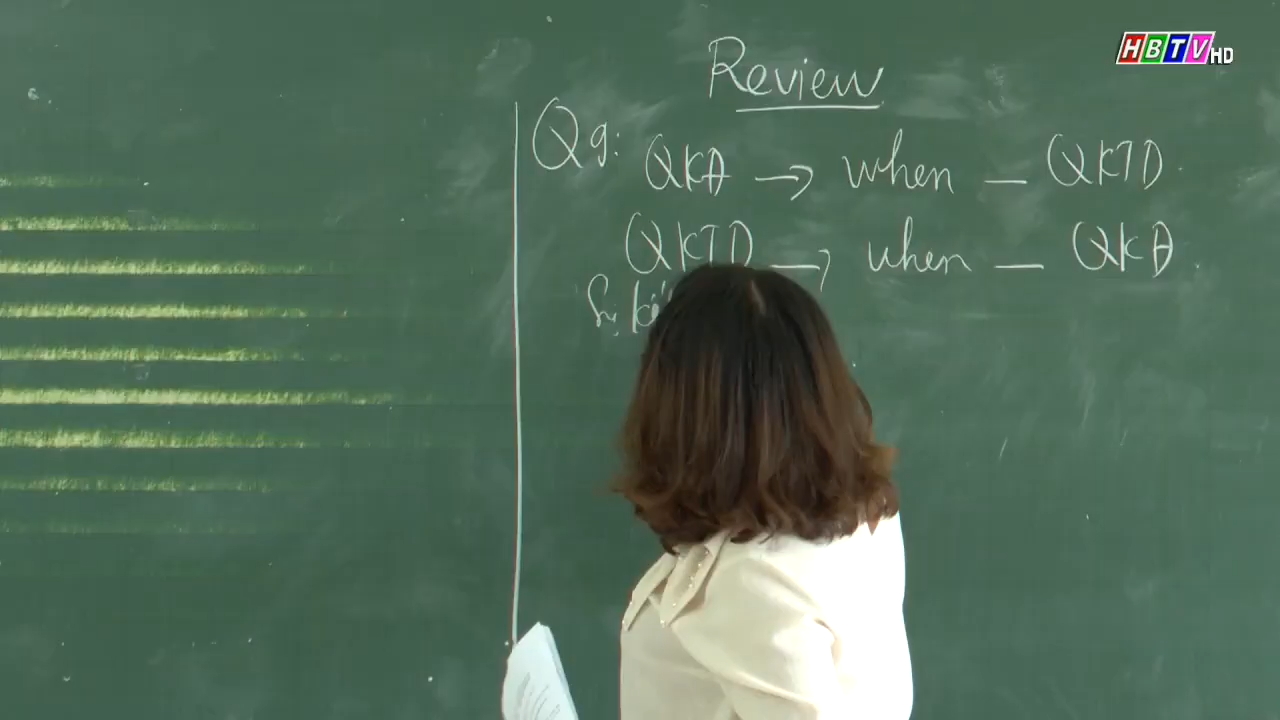 HBTV HD
Review
Q9: QKĐ → when — QKTD
QKTD → when — QKĐ